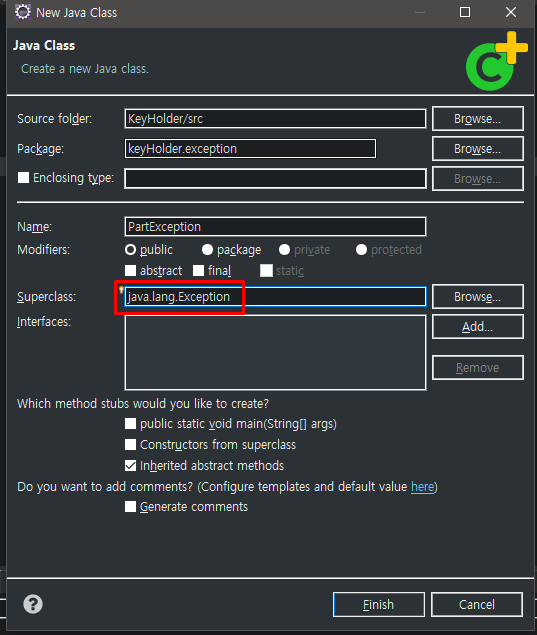 New Java Class
Java Class
Create a new Java class.
C
Source folder: KeyHolder/src Browse...
Package: keyHolder.exception Browse...
Enclosing type: Browse...
Name: PartException
Modifiers: public package private protected
abstract final static
Superclass: java.lang.Exception Browse...
Interfaces: Add...
Remove
Which method stubs would you like to create?
public static void main(String[] args)
Constructors from superclass
Inherited abstract methods
Do you want to add comments? (Configure templates and default value here)
Generate comments
? Finish Cancel